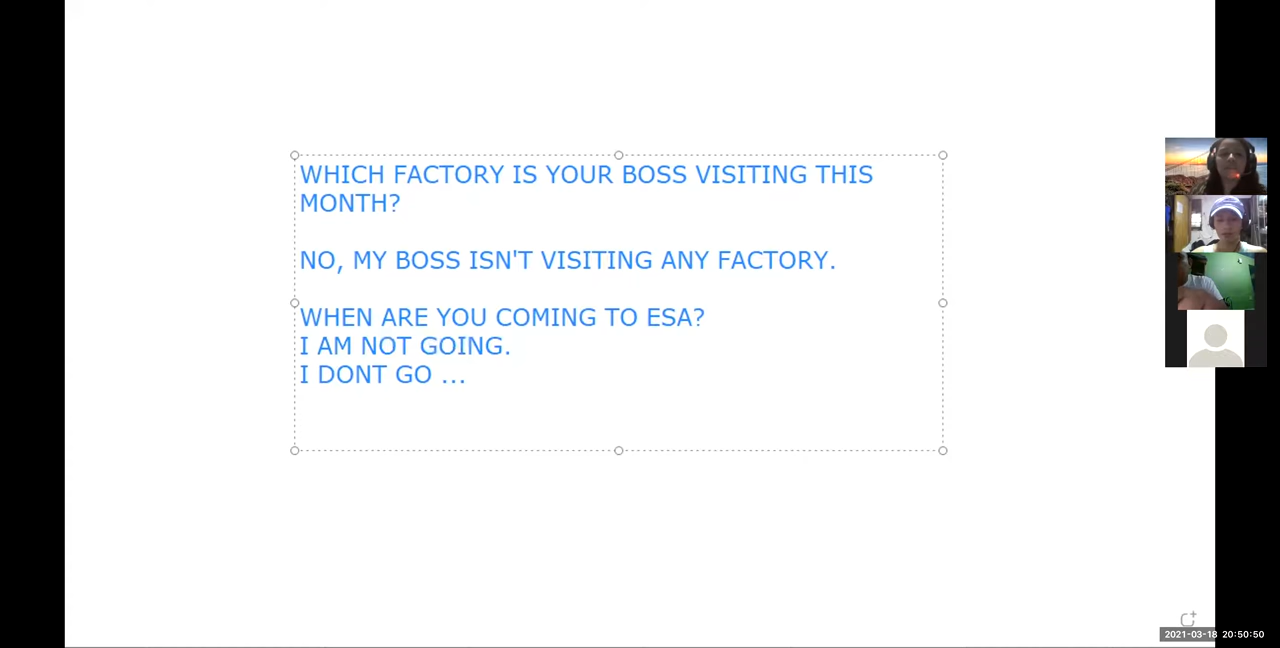 WHICH FACTORY IS YOUR BOSS VISITING THIS
MONTH?
NO, MY BOSS ISN'T VISITING ANY FACTORY.
WHEN ARE YOU COMING TO ESA?
I AM NOT GOING.
I DONT GO ...
2021-03-18 20:50:50